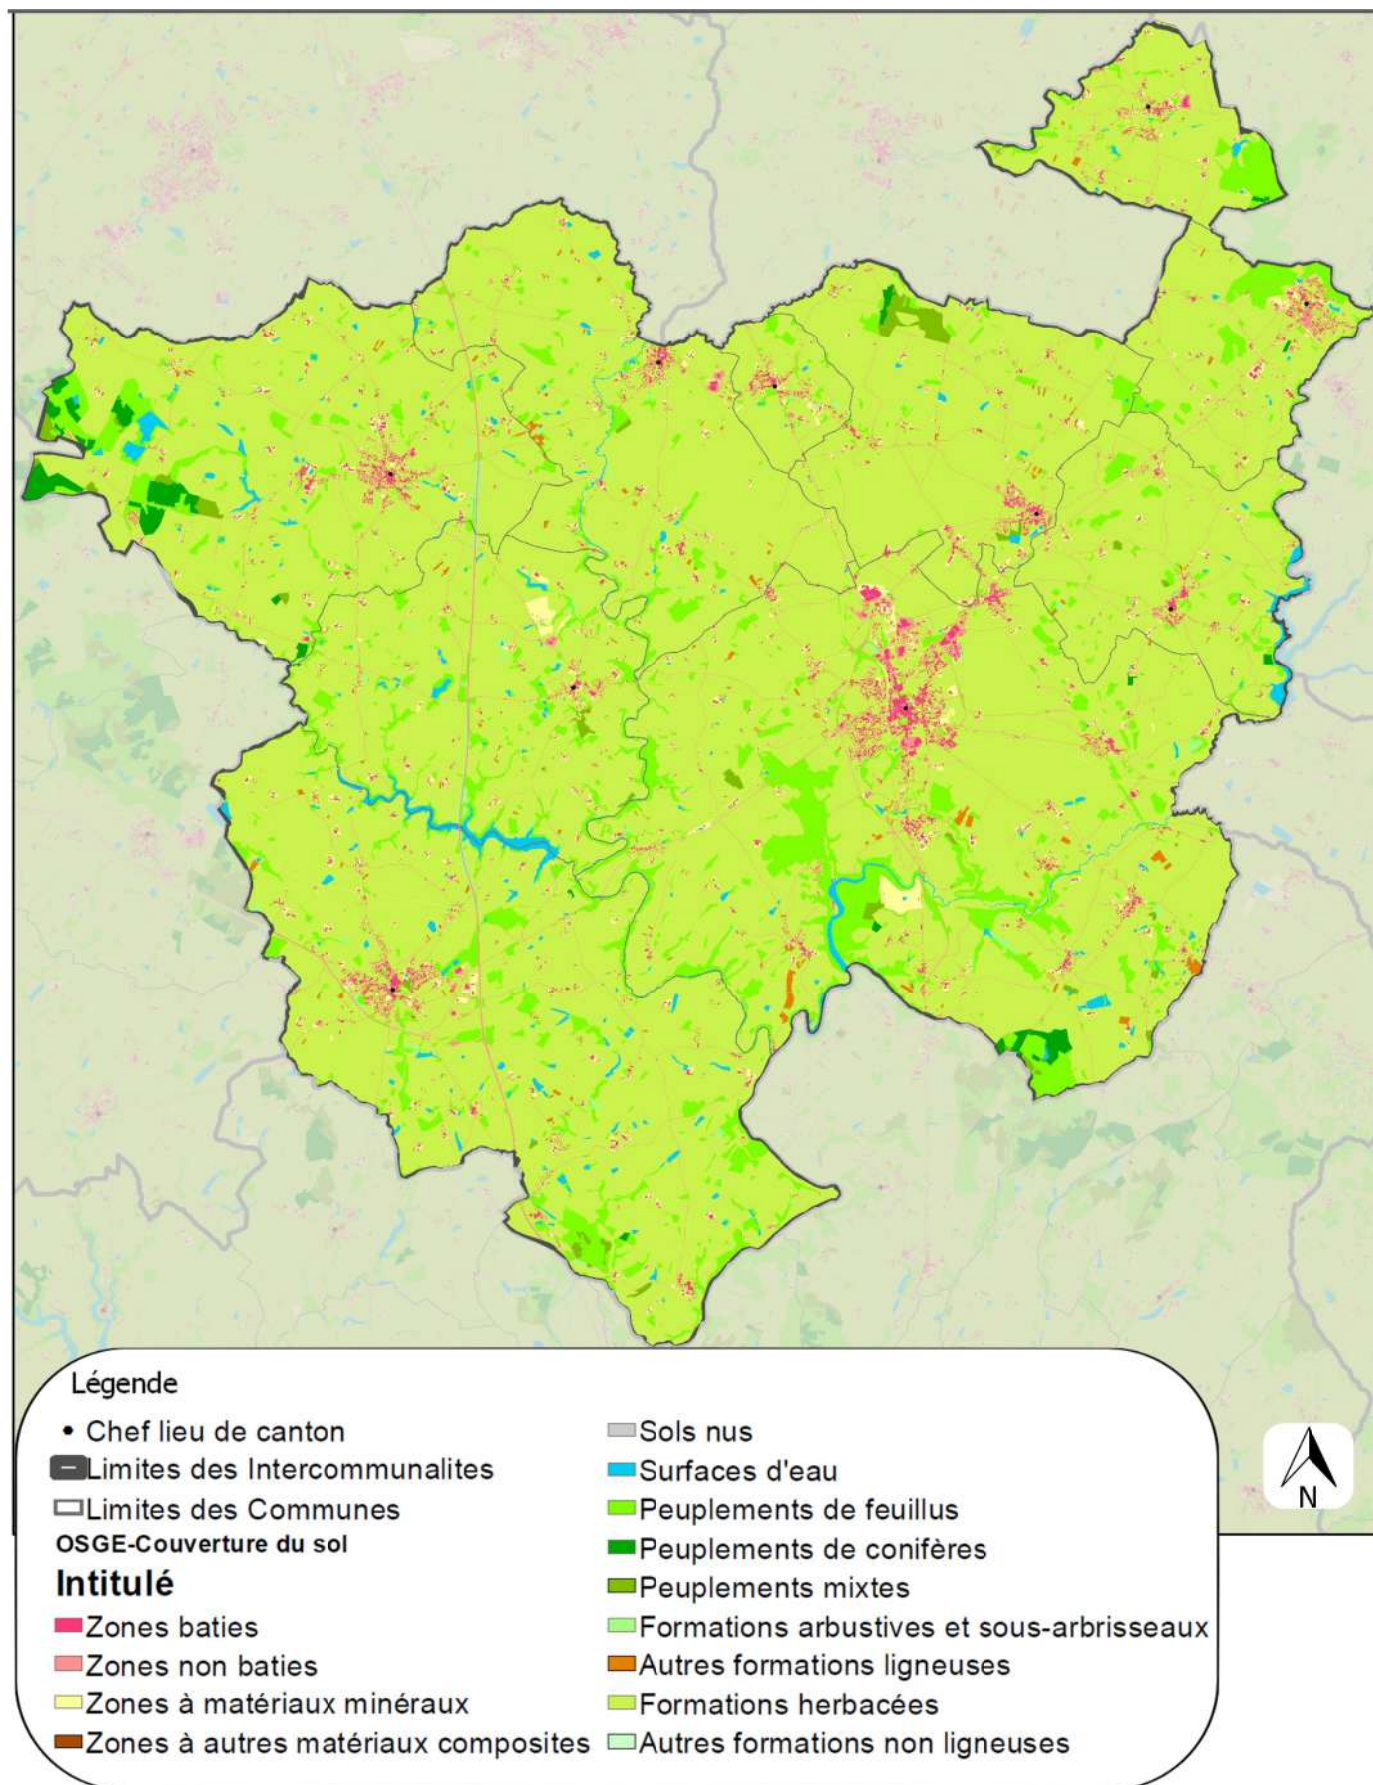 Légende
Chef lieu de canton
Limites des Intercommunalites
Limites des Communes
OSGE-Couverture du sol
Intitulé
Zones baties
Zones non baties
Zones à matériaux minéraux
Zones à autres matériaux composites
Sols nus
Surfaces d'eau
Peuplements de feuillus
Peuplements de conifères
Peuplements mixtes
Formations arbustives et sous-arbrisseaux
Autres formations ligneuses
Formations herbacées
Autres formations non ligneuses
N